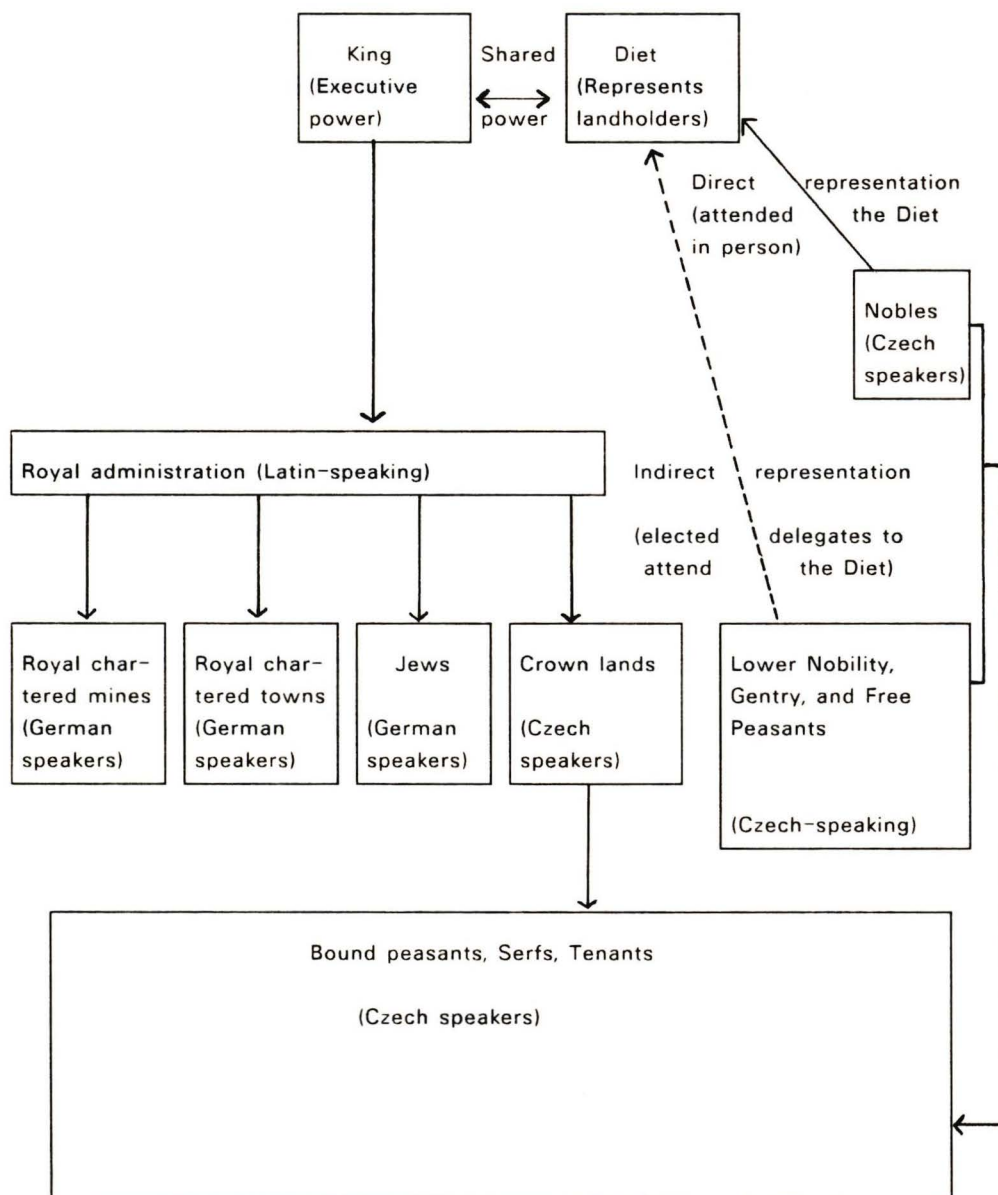 King
(Executive
power)
Shared
power
Diet
(Represents
landholders)
Direct representation
(attended the Diet
in person)
Nobles
(Czech
speakers)
Royal administration (Latin-speaking)
Indirect representation
(elected delegates to
attend the Diet)
Royal char-
tered mines
(German
speakers)
Royal char-
tered towns
(German
speakers)
Jews
(German
speakers)
Crown lands
(Czech
speakers)
Lower Nobility,
Gentry, and Free
Peasants
(Czech-speaking)
Bound peasants, Serfs, Tenants
(Czech speakers)